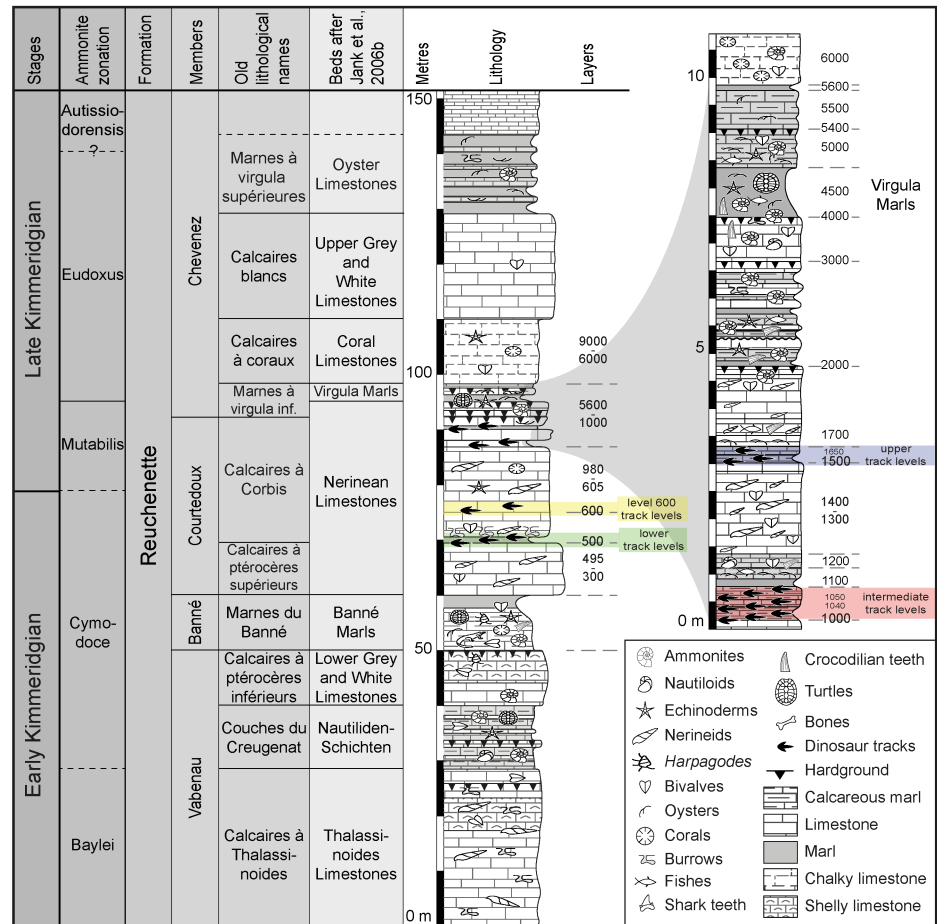 Stages
Ammonite
zonation
Formation
Members
Old
lithological
names
Beds after
Jank et al.,
2006b
Metres
Lithology
Layers
Late Kimmeridgian
Early Kimmeridgian
Autissio-
dorensis
?
Eudoxus
Mutabilis
Cymo-
doce
Baylei
Reuchenette
Chevenez
Courtedoux
Banné
Vabenau
Marnes à
virgula
supérieures
Calcaires
blancs
Calcaires
à coraux
Marnes à
virgula inf.
Calcaires à
Corbis
Calcaires à
ptérocères
supérieurs
Marnes du
Banné
Calcaires à
ptérocères
inférieurs
Couches du
Creugenat
Calcaires à
Thalassi-
noides
Oyster
Limestones
Upper Grey
and
White
Limestones
Coral
Limestones
Virgula Marls
Nerinean
Limestones
Banné
Marls
Lower Grey
and White
Limestones
Nautiliden-
Schichten
Thalassi-
noides
Limestones
150
100
50
0 m
9000
-
6000
5600
-
1000
980
-
605
600
500
495
-
300
level 600
track levels
lower
track levels
10
5
0 m
6000
5600
5500
5400
5000
4500
4000
3000
2000
1700
1650
1500
1400
-
1300
1200
1100
1050
1040
1000
Virgula
Marls
upper
track levels
intermediate
track levels
Ammonites
Nautiloids
Echinoderms
Nerineids
Harpagodes
Bivalves
Oysters
Corals
Burrows
Fishes
Shark teeth
Crocodilian teeth
Turtles
Bones
Dinosaur tracks
Hardground
Calcareous marl
Limestone
Marl
Chalky limestone
Shelly limestone